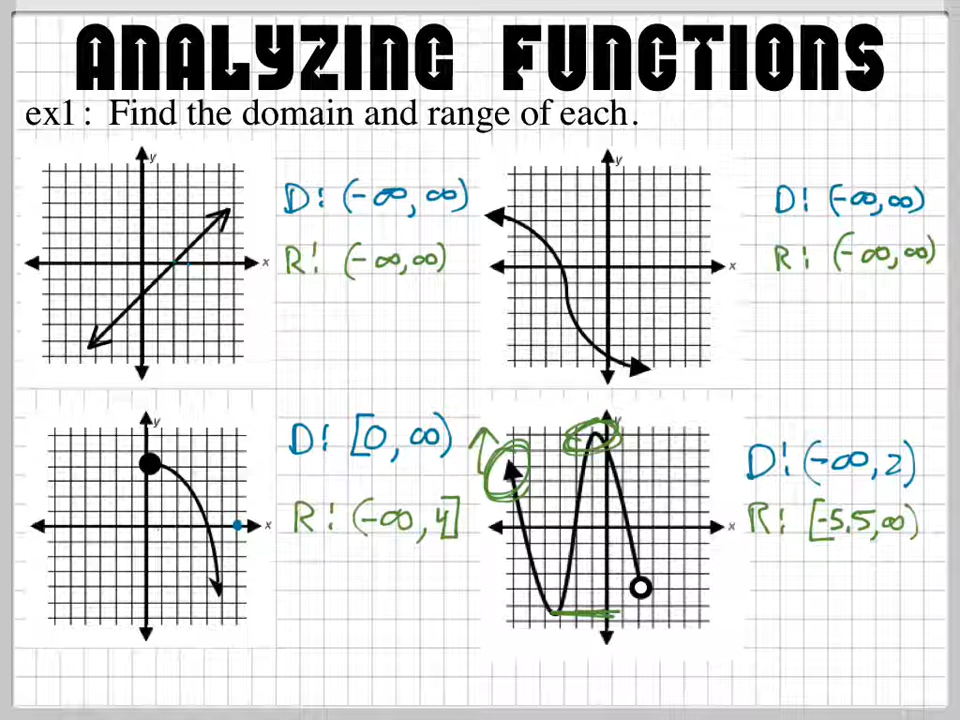 ANALYZING FUNCTIONS
ex1: Find the domain and range of each.
y
x
D: (-∞, ∞)
R: (-∞, ∞)
y
x
D: (-∞, ∞)
R: (-∞, ∞)
y
x
D: [0, ∞)
R: (-∞, 4]
y
x
D: (-∞, 2)
R: [-5.5, ∞)